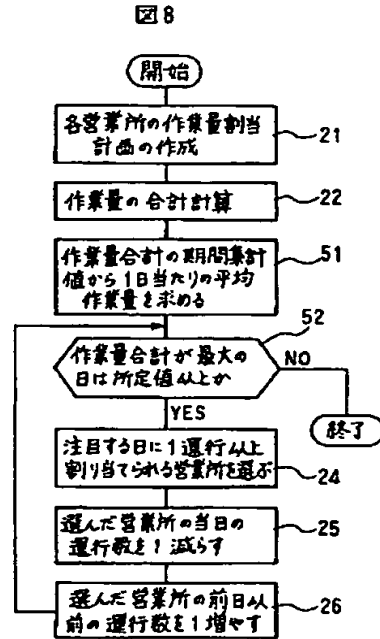 図8
開始
各営業所の作業量割当
計画の作成
21
作業量の合計計算
22
作業量合計の期間集計
値から1日当たりの平均
作業量を求める
51
52
作業量合計が最大の
日は所定値以上か
NO
YES
終了
注目する日に1運行以上
割り当てられる営業所を選ぶ
24
選んだ営業所の当日の
運行数を1減らす
25
選んだ営業所の前日以
前の運行数を1増やす
26